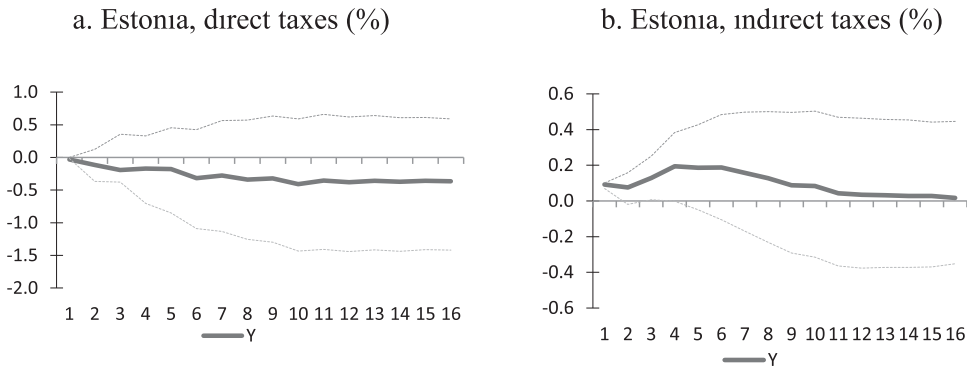 a. Estonıa, dırect taxes (%)
1.0
0.5
0.0
-0.5
-1.0
-1.5
-2.0
1 2 3 4 5 6 7 8 9 10 11 12 13 14 15 16
Y
b. Estonıa, ındırect taxes (%)
0.6
0.4
0.2
0.0
-0.2
-0.4
-0.6
1 2 3 4 5 6 7 8 9 10 11 12 13 14 15 16
Y